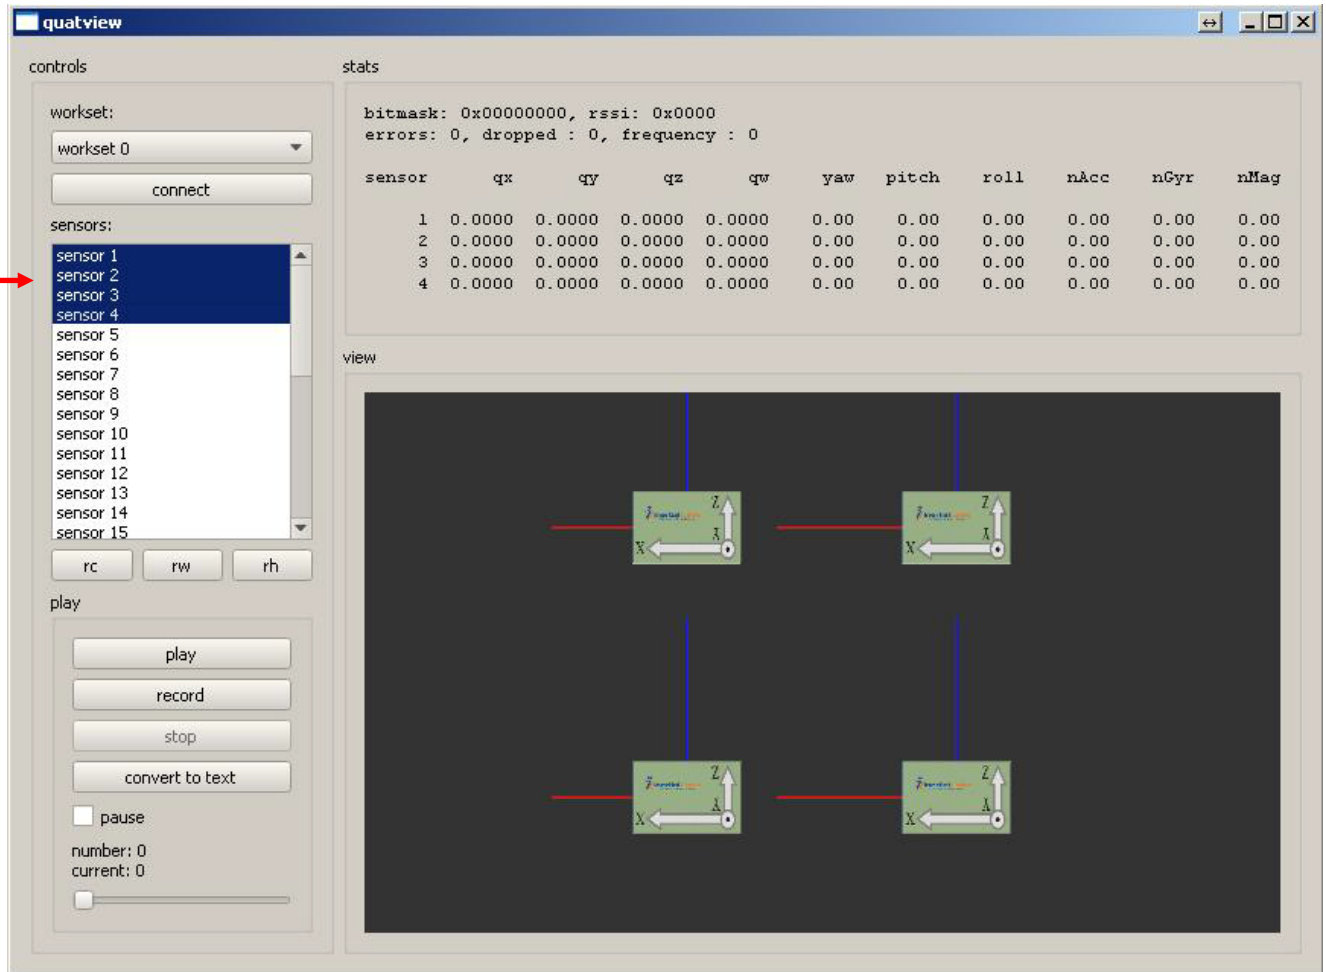 quatview
controls
workset:
workset 0
connect
sensors:
sensor 1
sensor 2
sensor 3
sensor 4
sensor 5
sensor 6
sensor 7
sensor 8
sensor 9
sensor 10
sensor 11
sensor 12
sensor 13
sensor 14
sensor 15
rc rw rh
play
play
record
stop
convert to text
pause
number: 0
current: 0
stats
bitmask: 0x00000000, rssi: 0x0000
errors: 0, dropped : 0, frequency : 0
sensor qx qy qz qw yaw pitch roll nAcc nGyr nMag
1 0.0000 0.0000 0.0000 0.0000 0.00 0.00 0.00 0.00 0.00 0.00
2 0.0000 0.0000 0.0000 0.0000 0.00 0.00 0.00 0.00 0.00 0.00
3 0.0000 0.0000 0.0000 0.0000 0.00 0.00 0.00 0.00 0.00 0.00
4 0.0000 0.0000 0.0000 0.0000 0.00 0.00 0.00 0.00 0.00 0.00
view
Z
X
Z
X
Z
X
Z
X